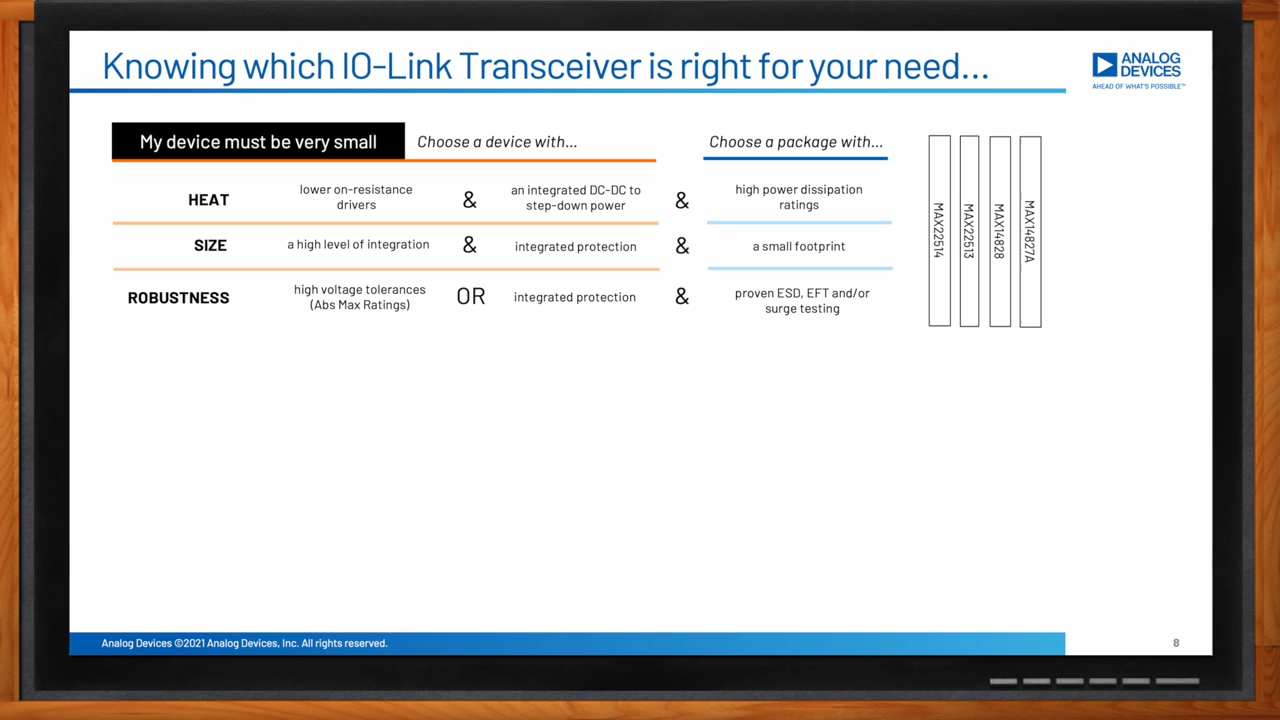 Knowing which IO-Link Transceiver is right for your need...
ANALOG
DEVICES
AHEAD OF WHAT'S POSSIBLE™
My device must be very small
Choose a device with...
Choose a package with...
HEAT
lower on-resistance
drivers
&
an integrated DC-DC to
step-down power
&
high power dissipation
ratings
SIZE
a high level of integration
&
integrated protection
&
a small footprint
ROBUSTNESS
high voltage tolerances
(Abs Max Ratings)
OR
integrated protection
&
proven ESD, EFT and/or
surge testing
MAX22514
MAX22513
MAX14828
MAX14827A
Analog Devices ©2021 Analog Devices, Inc. All rights reserved.
8